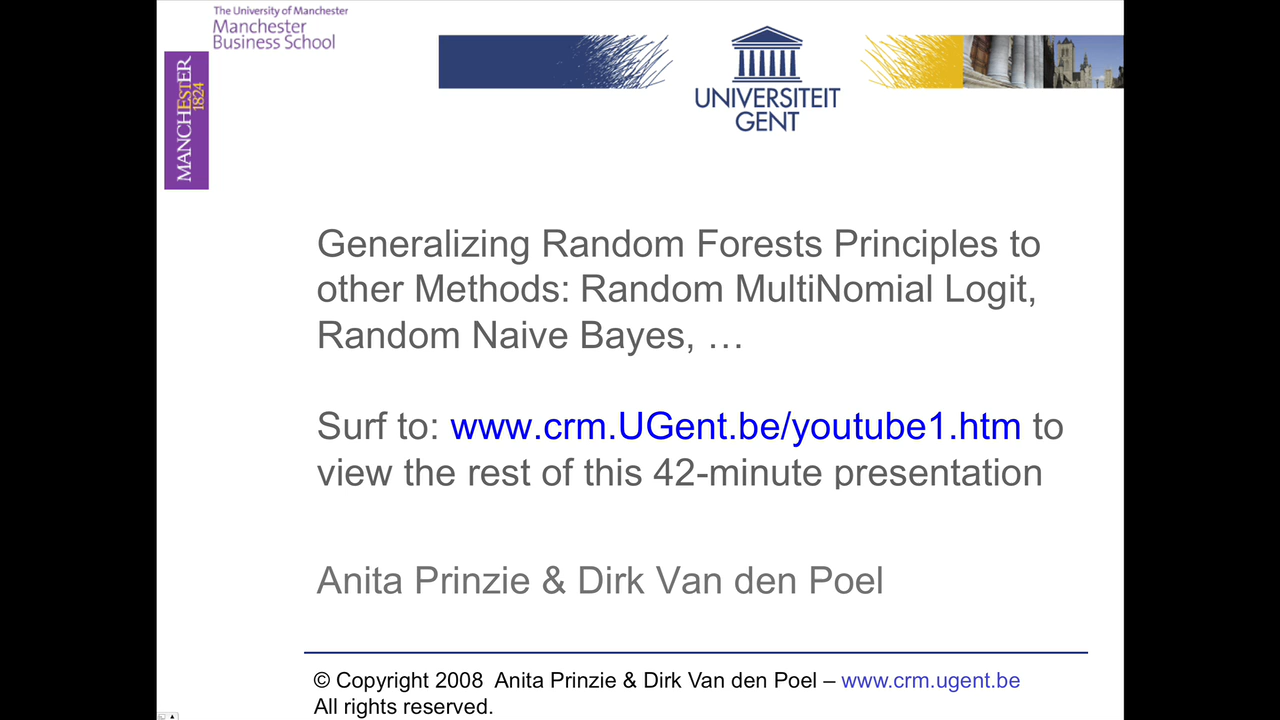 The University of Manchester
Manchester
Business School
MANCHESTER
1824
UNIVERSITEIT
GENT
Generalizing Random Forests Principles to
other Methods: Random MultiNomial Logit,
Random Naive Bayes, …
Surf to: www.crm.UGent.be/youtube1.htm to
view the rest of this 42-minute presentation
Anita Prinzie & Dirk Van den Poel
© Copyright 2008 Anita Prinzie & Dirk Van den Poel – www.crm.ugent.be
All rights reserved.